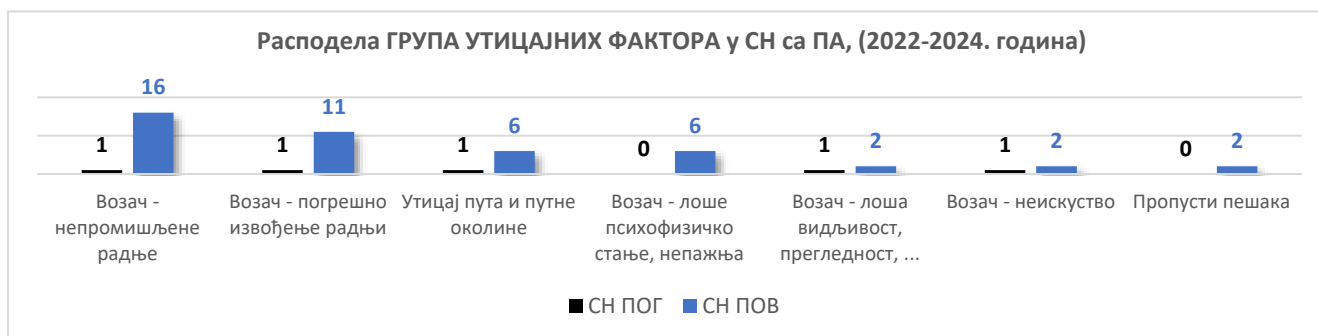 Расподела ГРУПА УТИЦАЈНИХ ФАКТОРА у СН са ПА, (2022-2024. година)
1 16 1 11 1 6 0 6 1 2 1 2 0 2
Возач - непромишљене радње
Возач - погрешно извођење радњи
Утицај пута и путне околине
Возач - лоше психофизичко стање, непажња
Возач - лоша видљивост, прегледност, ...
Возач - неискуство
Пропусти пешака
СН ПОГ СН ПОВ